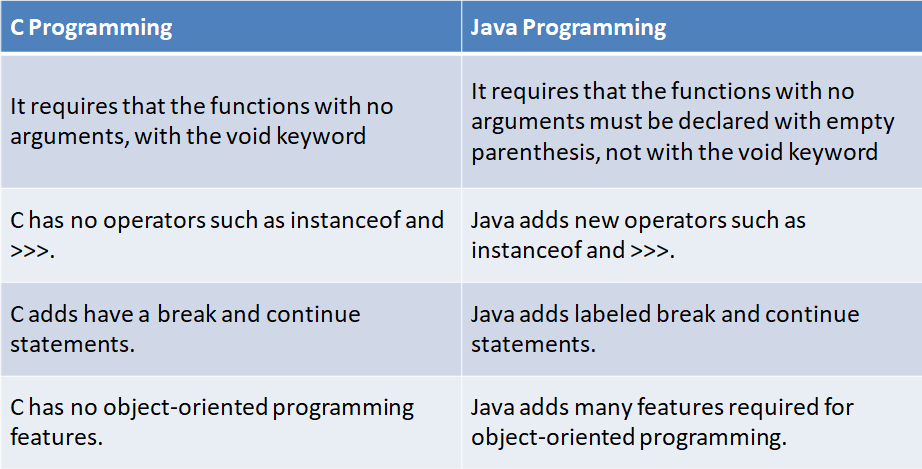 C Programming
Java Programming
It requires that the functions with no
arguments, with the void keyword
It requires that the functions with no
arguments must be declared with empty
parenthesis, not with the void keyword
C has no operators such as instanceof and
>>>.
Java adds new operators such as
instanceof and >>>.
C adds have a break and continue
statements.
Java adds labeled break and continue
statements.
C has no object-oriented programming
features.
Java adds many features required for
object-oriented programming.